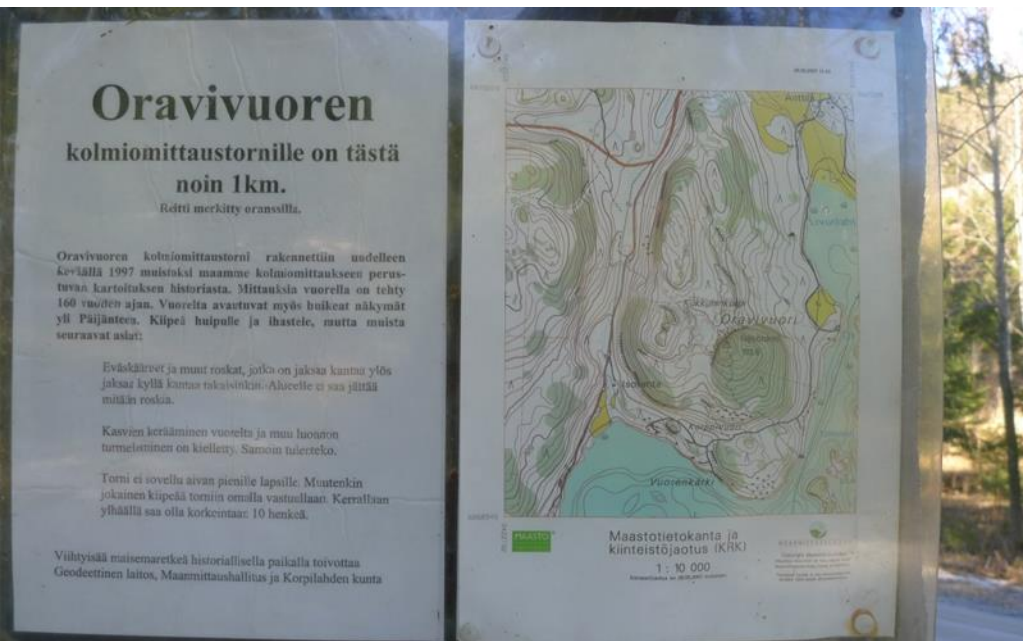 Oravivuoren
kolmiomittaustornille on tästä
noin 1km.
Reitti merkitty oranssilla.
Oravivuoren kolmiomittaustorni rakennettiin uudelleen
keväällä 1997 muistoksi maamme kolmiomittaukseen perus-
tuvan kartoituksen historiasta. Mittauksia vuorella on tehty
160 vuoden ajan. Vuorelta avautuvat myös huikeat näkymät
yli Päijänteen. Kiipeä huipulle ja ihastele, mutta muista
seuraavat asiat:
Eväskääreet ja muut roskat, jotka on jaksaa kantaa ylös
jaksaa kyllä kantaa takaisinkin. Alueelle ei saa jättää
mitään roskia.
Kasvien kerääminen vuorelta ja muu luonnon
turmeleminen on kielletty. Samoin tulenteko.
Torni ei sovellu aivan pienille lapsille. Muutenkin
jokainen kiipeää torniin omalla vastuullaan. Kerrallaan
ylhäällä saa olla korkeintaan 10 henkeä.
Viihtyisää maisemaretkeä historiallisella paikalla toivottaa
Geodeettinen laitos, Maanmittaushallitus ja Korpilahden kunta
Anttila
Oravivuori
Vuorenkärki
MAASTO
Maastotietokanta ja
kiinteistöjaotus (KRK)
1 : 10 000